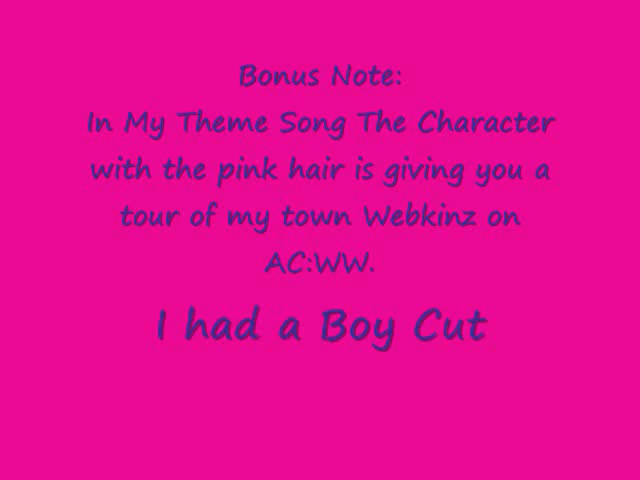 Bonus Note:
In My Theme Song The Character
with the pink hair is giving you a
tour of my town Webkinz on
AC:WW.
I had a Boy Cut